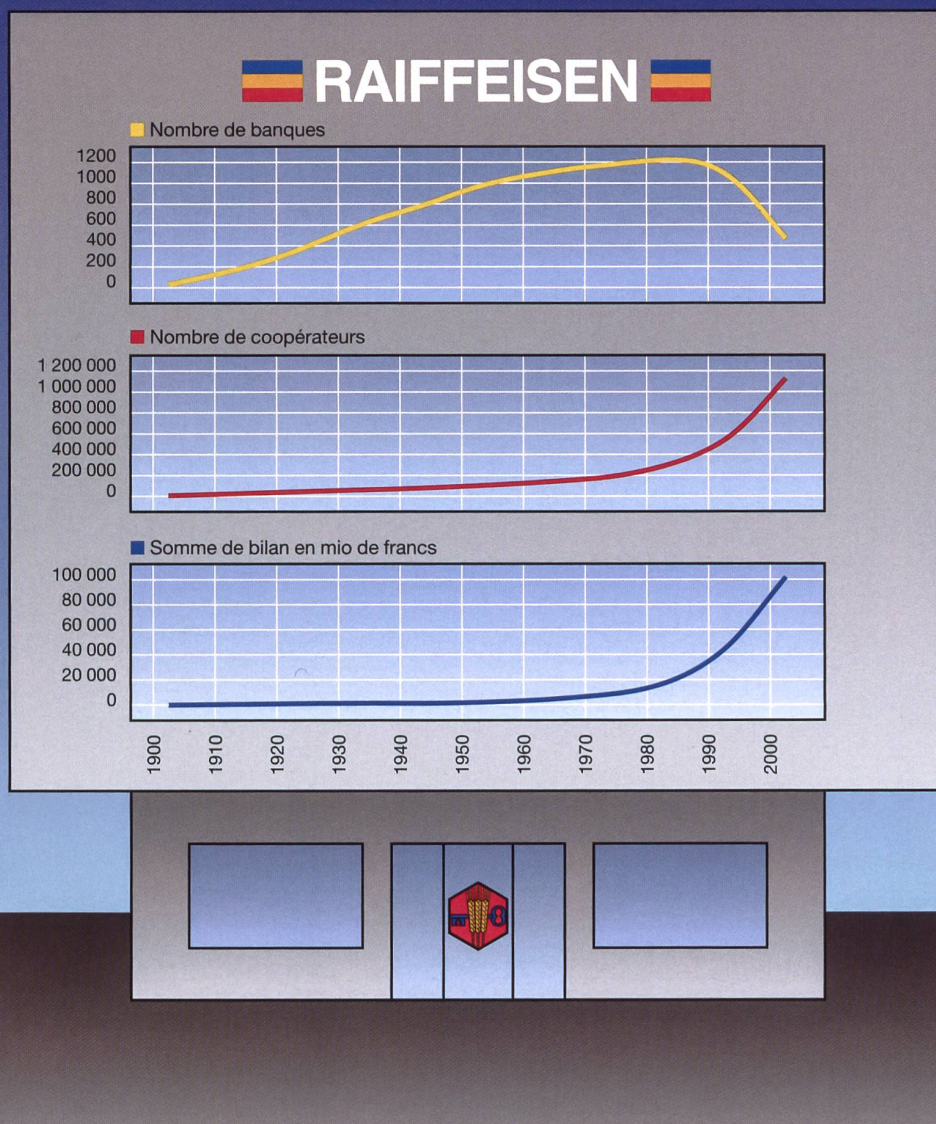 RAIFFEISEN
Nombre de banques
1200
1000
800
600
400
200
0
Nombre de coopérateurs
1 200 000
1 000 000
800 000
600 000
400 000
200 000
0
Somme de bilan en mio de francs
100 000
80 000
60 000
40 000
20 000
0
1900 1910 1920 1930 1940 1950 1960 1970 1980 1990 2000